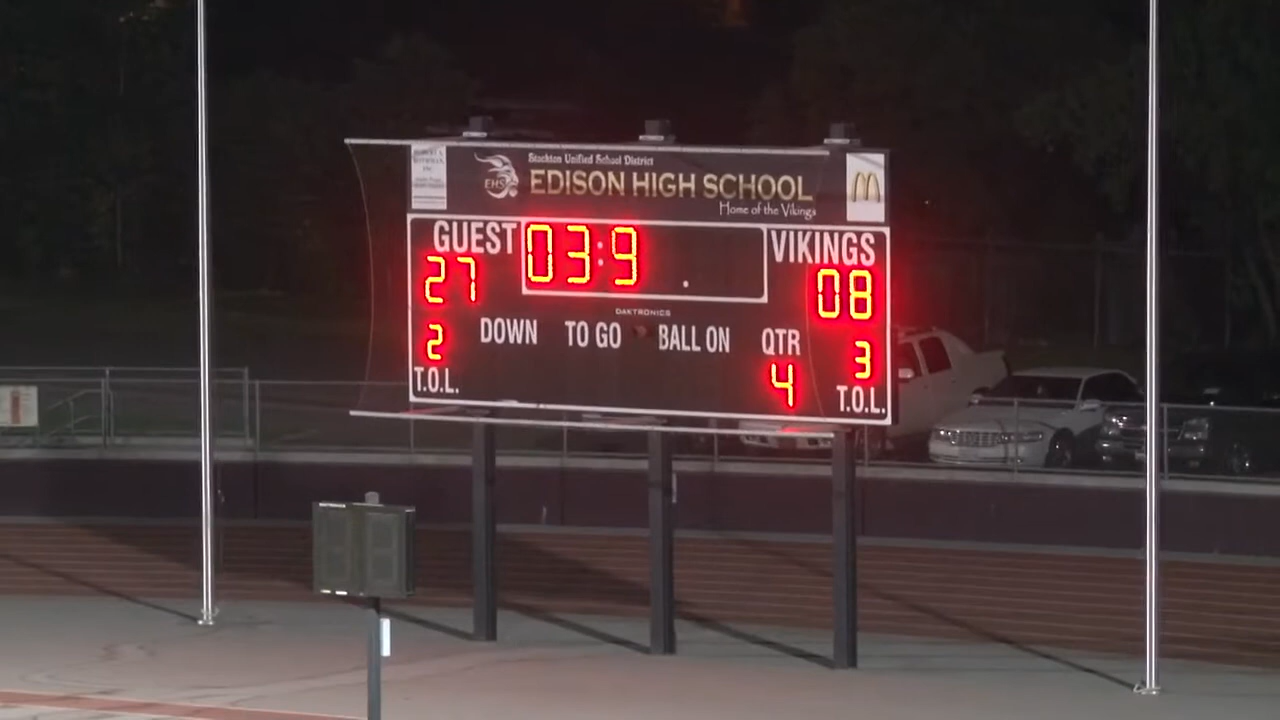 Stockton Unified School District
EHS
EDISON HIGH SCHOOL
Home of the Vikings
GUEST 03:9 . VIKINGS
27 08
DAKTRONICS
DOWN TO GO BALL ON QTR
2 4 3
T.O.L. T.O.L.